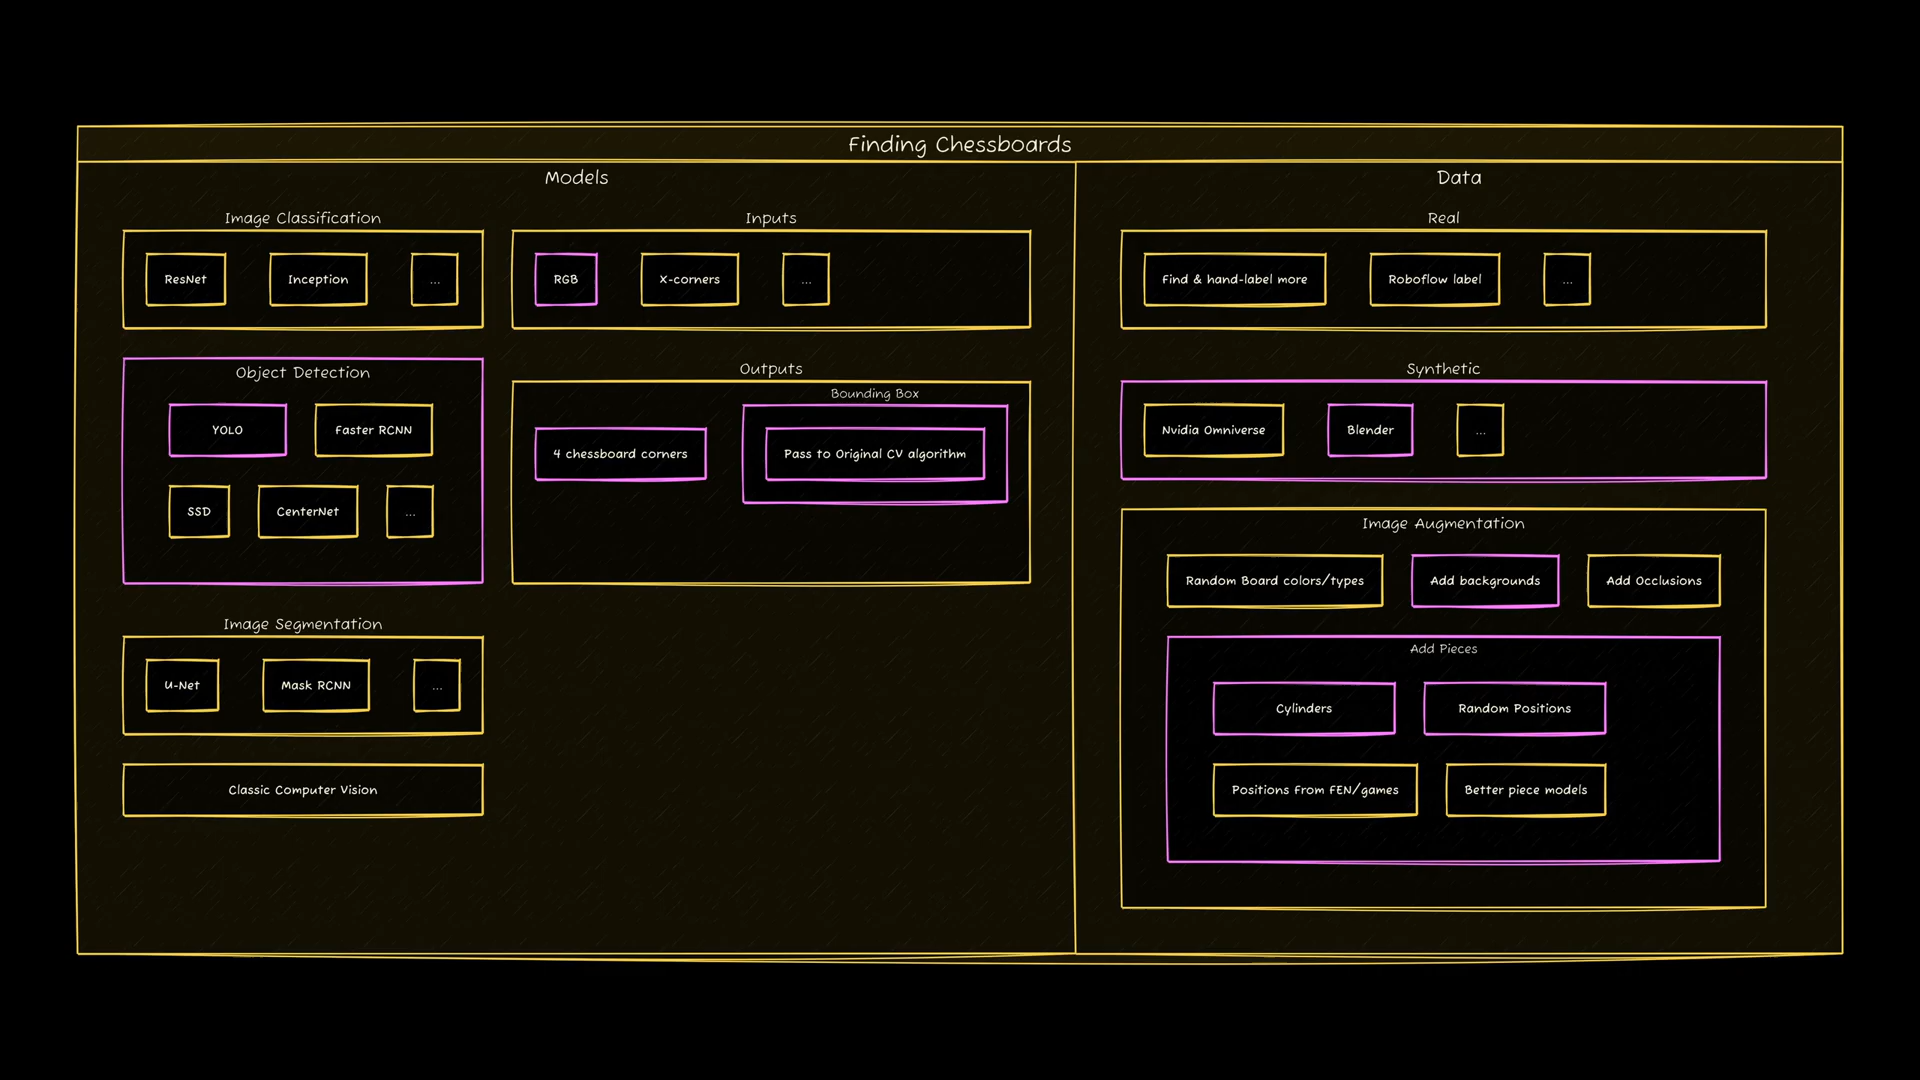 Finding Chessboards
Models
Image Classification
ResNet
Inception
...
Object Detection
YOLO
Faster RCNN
SSD
CenterNet
...
Image Segmentation
U-Net
Mask RCNN
...
Classic Computer Vision
Inputs
RGB
X-corners
...
Outputs
4 chessboard corners
Bounding Box
Pass to Original CV algorithm
Data
Real
Find & hand-label more
Roboflow label
...
Synthetic
Nvidia Omniverse
Blender
...
Image Augmentation
Random Board colors/types
Add backgrounds
Add Occlusions
Add Pieces
Cylinders
Random Positions
Positions from FEN/games
Better piece models